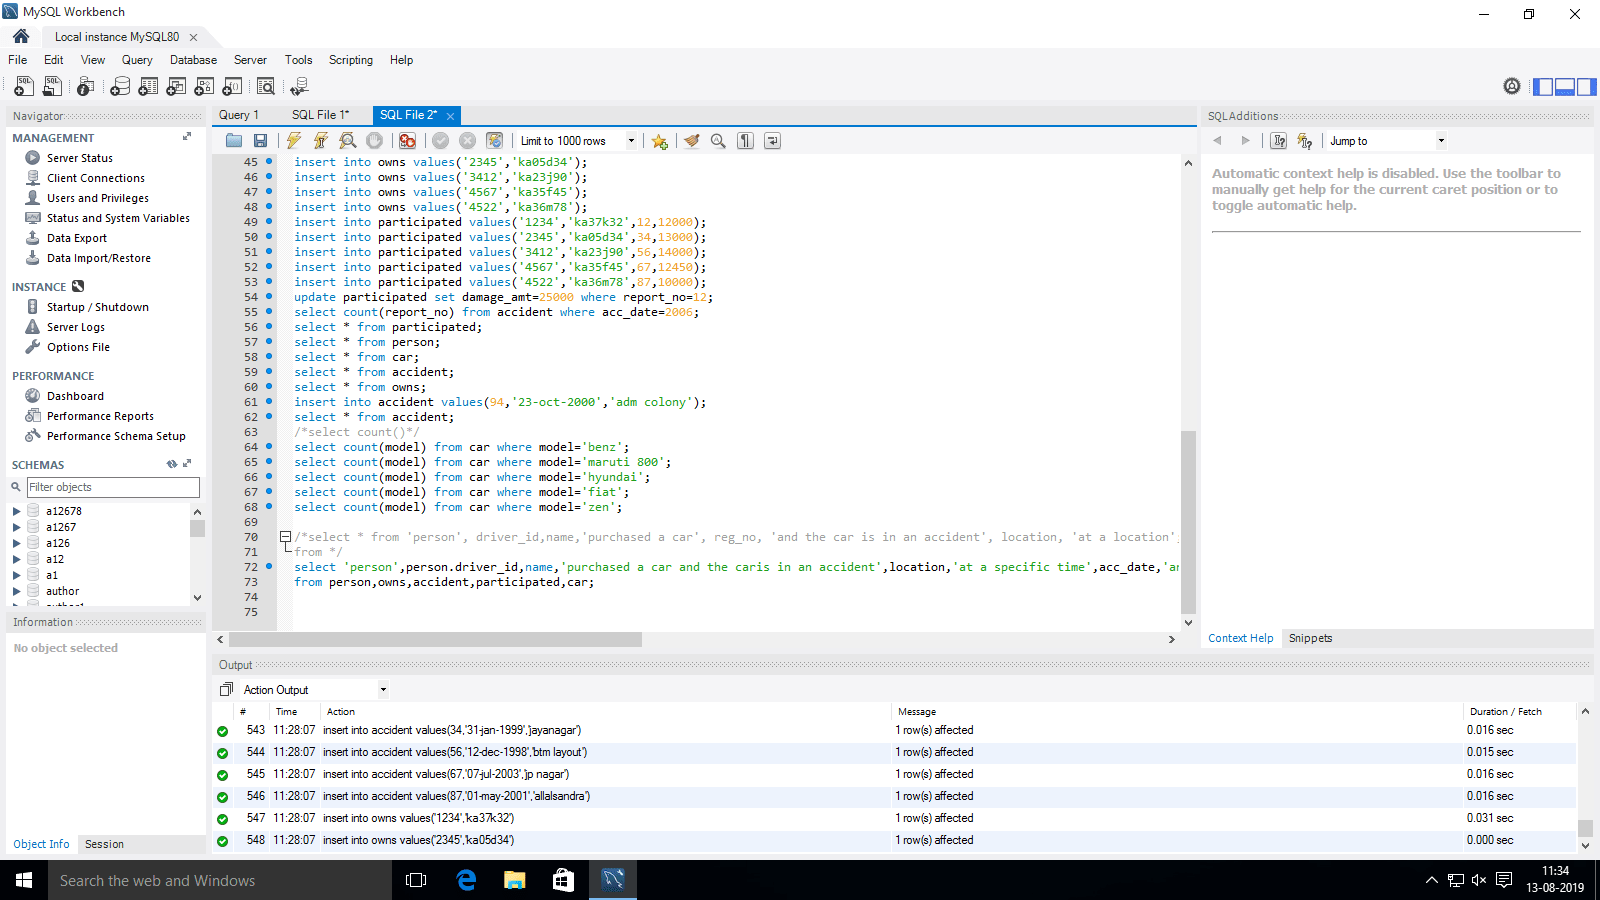 MySQL Workbench
Local instance MySQL80
File Edit View Query Database Server Tools Scripting Help
Navigator
MANAGEMENT
Server Status
Client Connections
Users and Privileges
Status and System Variables
Data Export
Data Import/Restore
INSTANCE
Startup / Shutdown
Server Logs
Options File
PERFORMANCE
Dashboard
Performance Reports
Performance Schema Setup
SCHEMAS
Filter objects
a12678
a1267
a126
a12
a1
author
Information
No object selected
Object Info Session
Query 1 SQL File 1* SQL File 2*
Limit to 1000 rows
45 insert into owns values('2345','ka05d34');
46 insert into owns values('3412','ka23j90');
47 insert into owns values('4567','ka35f45');
48 insert into owns values('4522','ka36m78');
49 insert into participated values('1234','ka37k32',12,12000);
50 insert into participated values('2345','ka05d34',34,13000);
51 insert into participated values('3412','ka23j90',56,14000);
52 insert into participated values('4567','ka35f45',67,12450);
53 insert into participated values('4522','ka36m78',87,10000);
54 update participated set damage_amt=25000 where report_no=12;
55 select count(report_no) from accident where acc_date=2006;
56 select * from participated;
57 select * from person;
58 select * from car;
59 select * from accident;
60 select * from owns;
61 insert into accident values(94,'23-oct-2000','adm colony');
62 select * from accident;
63 /*select count()*/
64 select count(model) from car where model='benz';
65 select count(model) from car where model='maruti 800';
66 select count(model) from car where model='hyundai';
67 select count(model) from car where model='fiat';
68 select count(model) from car where model='zen';
69
70 /*select * from 'person', driver_id,name,'purchased a car', reg_no, 'and the car is in an accident', location, 'at a location',
71 from */
72 select 'person',person.driver_id,name,'purchased a car and the caris in an accident',location,'at a specific time',acc_date,'an
73 from person,owns,accident,participated,car;
74
75
SQLAdditions
Jump to
Automatic context help is disabled. Use the toolbar to
manually get help for the current caret position or to
toggle automatic help.
Context Help Snippets
Output
Action Output
# Time Action Message Duration / Fetch
543 11:28:07 insert into accident values(34,'31-jan-1999','jayanagar') 1 row(s) affected 0.016 sec
544 11:28:07 insert into accident values(56,'12-dec-1998','btm layout') 1 row(s) affected 0.015 sec
545 11:28:07 insert into accident values(67,'07-jul-2003','jp nagar') 1 row(s) affected 0.016 sec
546 11:28:07 insert into accident values(87,'01-may-2001','allalsandra') 1 row(s) affected 0.016 sec
547 11:28:07 insert into owns values('1234','ka37k32') 1 row(s) affected 0.031 sec
548 11:28:07 insert into owns values('2345','ka05d34') 1 row(s) affected 0.000 sec
Search the web and Windows
11:34
13-08-2019